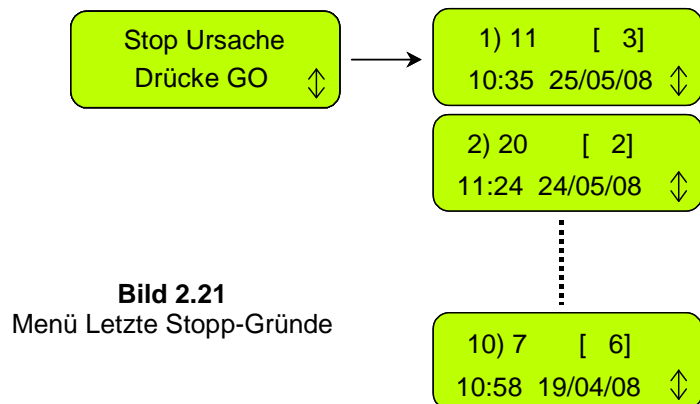 Stop Ursache
Drücke GO
1) 11 [ 3]
10:35 25/05/08
2) 20 [ 2]
11:24 24/05/08
10) 7 [ 6]
10:58 19/04/08
Bild 2.21
Menü Letzte Stopp-Gründe